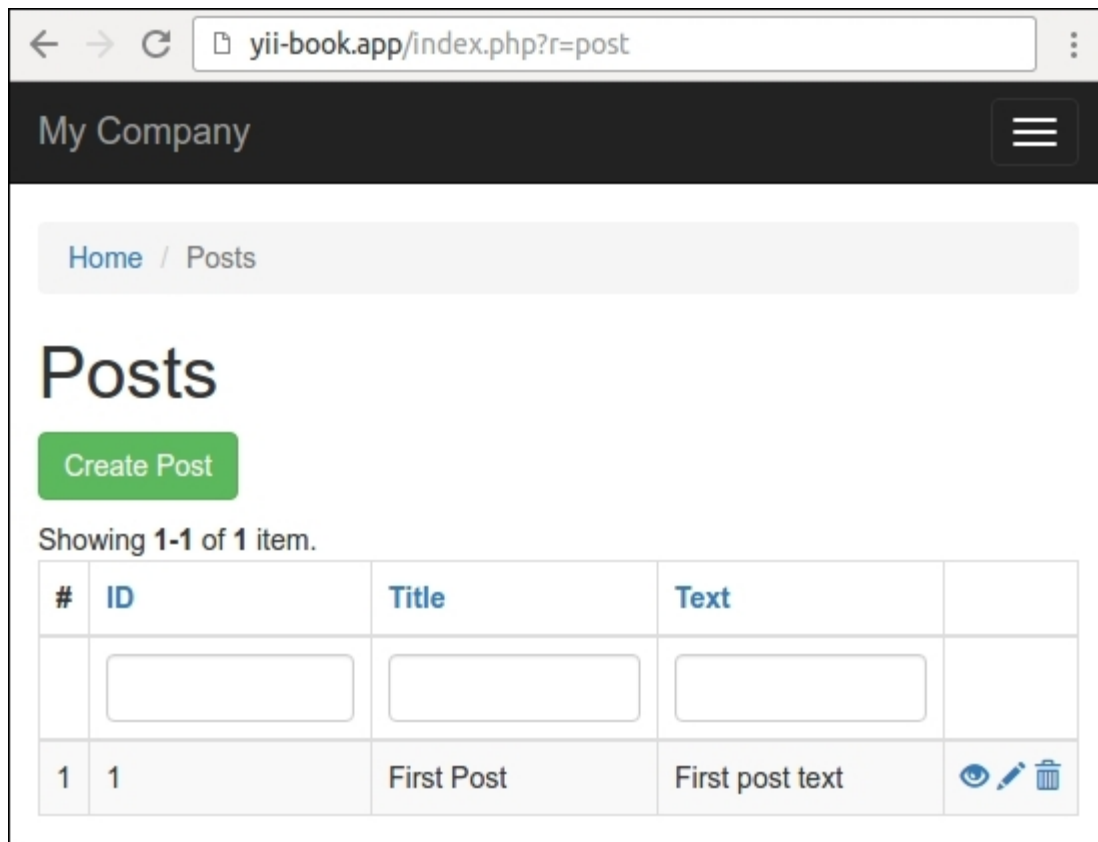 yii-book.app/index.php?r=post
My Company
Home / Posts
Posts
Create Post
Showing 1-1 of 1 item.
# ID Title Text
1 1 First Post First post text